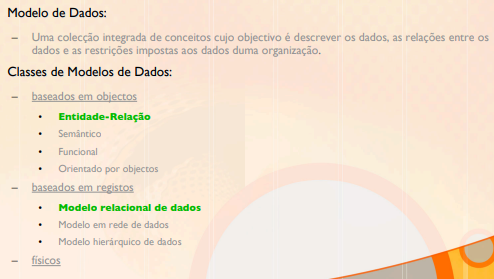 Modelo de Dados:
– Uma colecção integrada de conceitos cujo objectivo é descrever os dados, as relações entre os
dados e as restrições impostas aos dados duma organização.
Classes de Modelos de Dados:
– baseados em objectos
• Entidade-Relação
• Semântico
• Funcional
• Orientado por objectos
– baseados em registos
• Modelo relacional de dados
• Modelo em rede de dados
• Modelo hierárquico de dados
– físicos